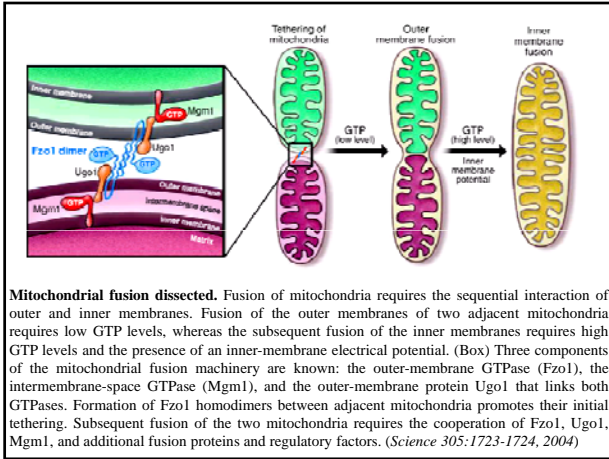 Tethering of
mitochondria
Outer
membrane fusion
Inner
membrane
fusion
Inner membrane
GTP
Mgm1
Outer membrane
Fzo1 dimer
GTP
Ugo1
GTP
Ugo1
Mgm1
GTP
Outer membrane
Intermembrane space
Inner membrane
Matrix
GTP
(low level)
GTP
(high level)
Inner
membrane
potential
Mitochondrial fusion dissected. Fusion of mitochondria requires the sequential interaction of
outer and inner membranes. Fusion of the outer membranes of two adjacent mitochondria
requires low GTP levels, whereas the subsequent fusion of the inner membranes requires high
GTP levels and the presence of an inner-membrane electrical potential. (Box) Three components
of the mitochondrial fusion machinery are known: the outer-membrane GTPase (Fzo1), the
intermembrane-space GTPase (Mgm1), and the outer-membrane protein Ugo1 that links both
GTPases. Formation of Fzo1 homodimers between adjacent mitochondria promotes their initial
tethering. Subsequent fusion of the two mitochondria requires the cooperation of Fzo1, Ugo1,
Mgm1, and additional fusion proteins and regulatory factors. (Science 305:1723-1724, 2004)